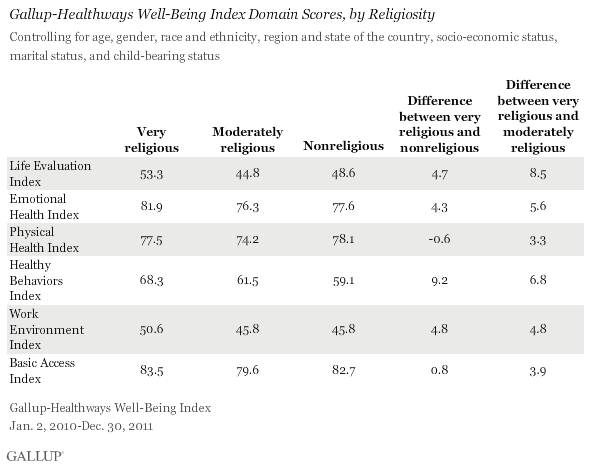 Gallup-Healthways Well-Being Index Domain Scores, by Religiosity
Controlling for age, gender, race and ethnicity, region and state of the country, socio-economic status,
marital status, and child-bearing status
Very religious Moderately religious Nonreligious Difference between very religious and nonreligious Difference between very religious and moderately religious
Life Evaluation Index 53.3 44.8 48.6 4.7 8.5
Emotional Health Index 81.9 76.3 77.6 4.3 5.6
Physical Health Index 77.5 74.2 78.1 -0.6 3.3
Healthy Behaviors Index 68.3 61.5 59.1 9.2 6.8
Work Environment Index 50.6 45.8 45.8 4.8 4.8
Basic Access Index 83.5 79.6 82.7 0.8 3.9
Gallup-Healthways Well-Being Index
Jan. 2, 2010-Dec. 30, 2011
GALLUP